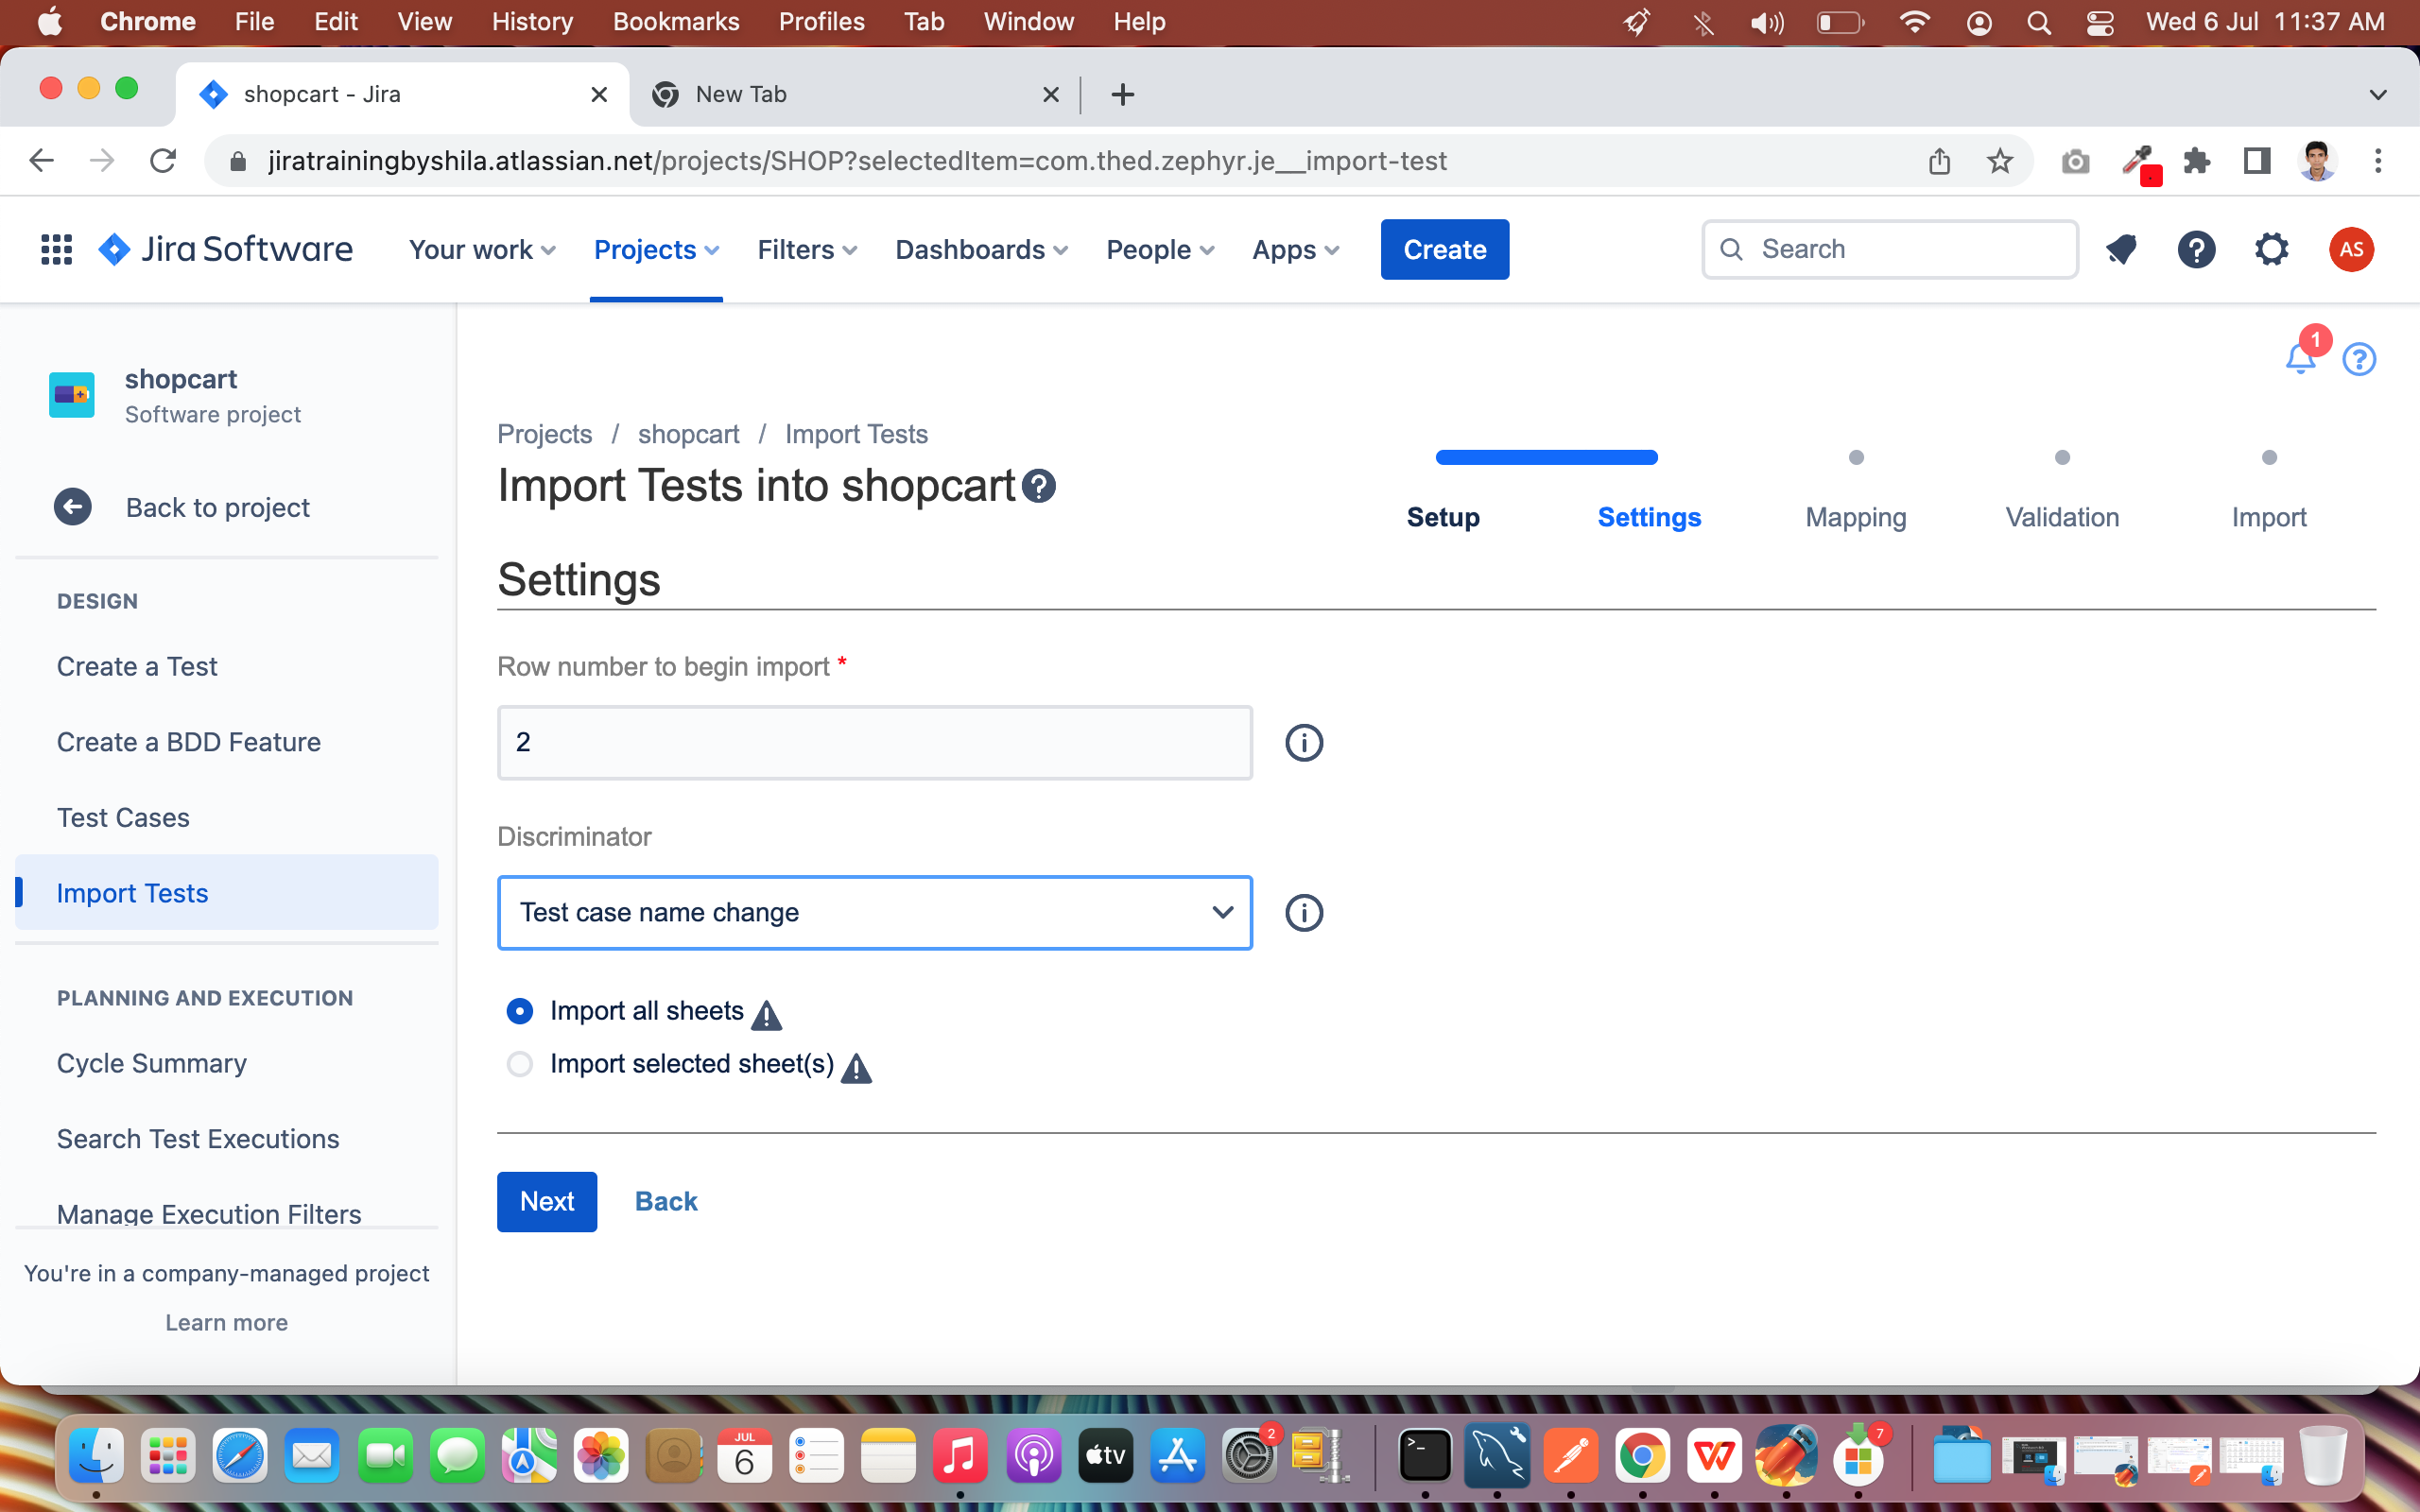 Chrome File Edit View History Bookmarks Profiles Tab Window Help Wed 6 Jul 11:37 AM
shopcart - Jira New Tab
jiratrainingbyshila.atlassian.net/projects/SHOP?selectedItem=com.thed.zephyr.je__import-test
Jira Software Your work Projects Filters Dashboards People Apps Create Search AS
1
shopcart
Software project
Back to project
DESIGN
Create a Test
Create a BDD Feature
Test Cases
Import Tests
PLANNING AND EXECUTION
Cycle Summary
Search Test Executions
Manage Execution Filters
You're in a company-managed project
Learn more
Projects / shopcart / Import Tests
Import Tests into shopcart
Setup Settings Mapping Validation Import
Settings
Row number to begin import *
2
Discriminator
Test case name change
Import all sheets
Import selected sheet(s)
Next Back
JUL
6
tv
2
7